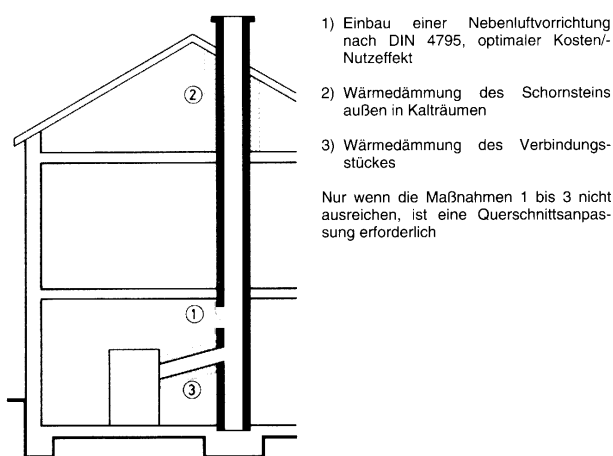 1) Einbau einer Nebenluftvorrichtung
nach DIN 4795, optimaler Kosten/-
Nutzeffekt
2) Wärmedämmung des Schornsteins
außen in Kalträumen
3) Wärmedämmung des Verbindungs-
stückes
Nur wenn die Maßnahmen 1 bis 3 nicht
ausreichen, ist eine Querschnittsanpas-
sung erforderlich
2
1
3